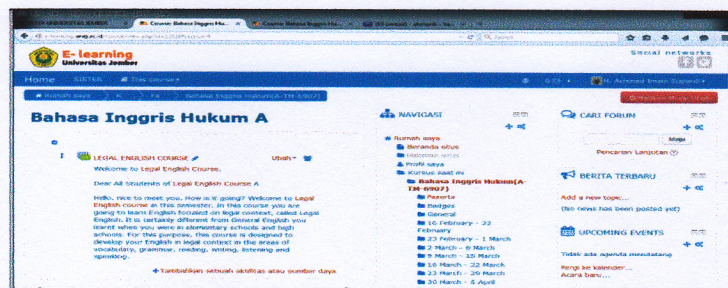 Course: Bahasa Inggris Hu...
E-learning
Universitas Jember
Social networks
Home SISTER This course
Rumah saya Bahasa Inggris Hukum(A-TM-6907)
Bahasa Inggris Hukum A
LEGAL ENGLISH COURSE
Ubah
Welcome to Legal English Course.
Dear All Students of Legal English Course A
Hello, nice to meet you. How is it going? Welcome to Legal
English course in this semester. In this course you are
going to learn English focused on legal context, called Legal
English. It is certainly different from General English you
learnt when you were in elementary schools and high
schools. For this purpose, this course is designed to
develop your English in legal context in the areas of
vocabulary, grammar, reading, writing, listening and
speaking.
Tambahkan sebuah aktifitas atau sumber daya
NAVIGASI
Rumah saya
Beranda situs
Profil saya
Kursus saat ini
Bahasa Inggris Hukum(A-
TM-6907)
Peserta
Badges
General
16 February - 22
February
23 February - 1 March
2 March - 8 March
9 March - 15 March
16 March - 22 March
23 March - 29 March
30 March - 5 April
CARI FORUM
Pencarian Lanjutan
BERITA TERBARU
Add a new topic...
(No news has been posted yet)
UPCOMING EVENTS
Tidak ada agenda mendatang
Pergi ke kalender...
Acara baru...